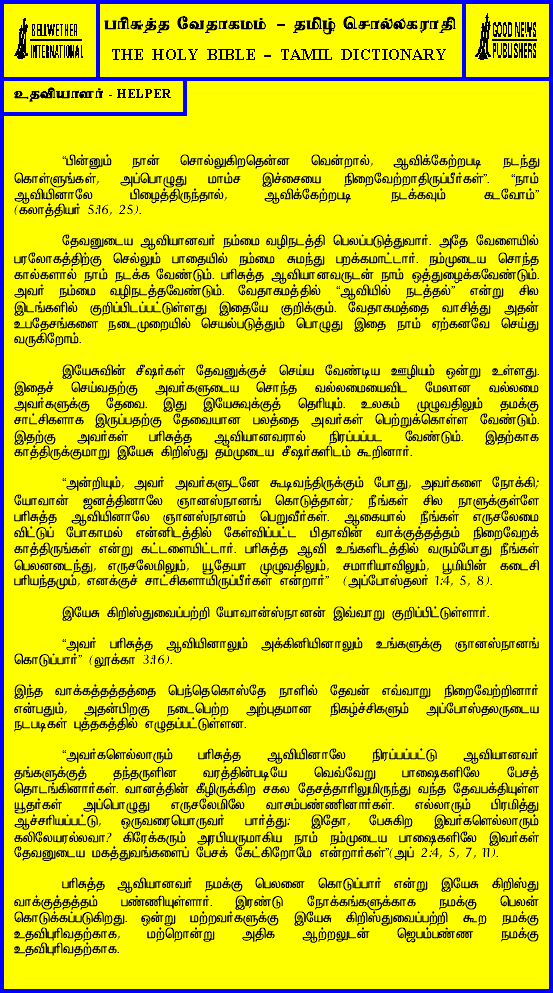 BELLWETHER
INTERNATIONAL
பரிசுத்த வேதாகமம் – தமிழ் சொல்லகராதி
THE HOLY BIBLE – TAMIL DICTIONARY
GOOD NEWS
PUBLISHERS
உதவியாளர் - HELPER
“பின்னும் நான் சொல்லுகிறதென்ன வென்றால், ஆவிக்கேற்றபடி நடந்து
கொள்ளுங்கள், அப்பொழுது மாம்ச இச்சையை நிறைவேற்றாதிருப்பீர்கள்”. “நாம்
ஆவியினாலே பிழைத்திருந்தால், ஆவிக்கேற்றபடி நடக்கவும் கடவோம்”
(கலாத்தியர் 5:16, 25).
தேவனுடைய ஆவியானவர் நம்மை வழிநடத்தி பெலப்படுத்துவார். அதே வேளையில்
பரலோகத்திற்கு செல்லும் பாதையில் நம்மை சுமந்து பறக்கமாட்டார். நம்முடைய சொந்த
கால்களால் நாம் நடக்க வேண்டும். பரிசுத்த ஆவியானவருடன் நாம் ஒத்துழைக்கவேண்டும்.
அவர் நம்மை வழிநடத்தவேண்டும். வேதாகமத்தில் “ஆவியில் நடத்தல்” என்று சில
இடங்களில் குறிப்பிடப்பட்டுள்ளது இதையே குறிக்கும். வேதாகமத்தை வாசித்து அதன்
உபதேசங்களை நடைமுறையில் செயல்படுத்தும் பொழுது இதை நாம் ஏற்கனவே செய்து
வருகிறோம்.
இயேசுவின் சீஷர்கள் தேவனுக்குச் செய்ய வேண்டிய ஊழியம் ஒன்று உள்ளது.
இதைச் செய்வதற்கு அவர்களுடைய சொந்த வல்லமையைவிட மேலான வல்லமை
அவர்களுக்கு தேவை. இது இயேசுவுக்குத் தெரியும். உலகம் முழுவதிலும் தமக்கு
சாட்சிகளாக இருப்பதற்கு தேவையான பலத்தை அவர்கள் பெற்றுக்கொள்ள வேண்டும்.
இதற்கு அவர்கள் பரிசுத்த ஆவியானவரால் நிரப்பப்பட வேண்டும். இதற்காக
காத்திருக்குமாறு இயேசு கிறிஸ்து தம்முடைய சீஷர்களிடம் கூறினார்.
“அன்றியும், அவர் அவர்களுடனே கூடிவந்திருக்கும் போது, அவர்களை நோக்கி;
யோவான் ஜனத்தினாலே ஞானஸ்நானங் கொடுத்தான்; நீங்கள் சில நாளுக்குள்ளே
பரிசுத்த ஆவியினாலே ஞானஸ்நானம் பெறுவீர்கள். ஆகையால் நீங்கள் எருசலேமை
விட்டுப் போகாமல் என்னிடத்தில் கேள்விப்பட்ட பிதாவின் வாக்குத்தத்தம் நிறைவேறக்
காத்திருங்கள் என்று கட்டளையிட்டார். பரிசுத்த ஆவி உங்களிடத்தில் வரும்போது நீங்கள்
பெலனடைந்து, எருசலேமிலும், யூதேயா முழுவதிலும், சமாரியாவிலும், பூமியின் கடைசி
பரியந்தமும், எனக்குச் சாட்சிகளாயிருப்பீர்கள் என்றார்” (அப்போஸ்தலர் 1:4, 5, 8).
இயேசு கிறிஸ்துவைப்பற்றி யோவான்ஸ்நானன் இவ்வாறு குறிப்பிட்டுள்ளார்.
“அவர் பரிசுத்த ஆவியினாலும் அக்கினியினாலும் உங்களுக்கு ஞானஸ்நானங்
கொடுப்பார்” (லூக்கா 3:16).
இந்த வாக்கத்தத்தத்தை பெந்தெகொஸ்தே நாளில் தேவன் எவ்வாறு நிறைவேற்றினார்
என்பதும், அதன்பிறகு நடைபெற்ற அற்புதமான நிகழ்ச்சிகளும் அப்போஸ்தலருடைய
நடபடிகள் புத்தகத்தில் எழுதப்பட்டுள்ளன.
“அவர்களெல்லாரும் பரிசுத்த ஆவியினாலே நிரப்பப்பட்டு ஆவியானவர்
தங்களுக்குத் தந்தருளின வரத்தின்படியே வெவ்வேறு பாஷைகளிலே பேசத்
தொடங்கினார்கள். வானத்தின் கீழிருக்கிற சகல தேசத்தாரிலுமிருந்து வந்த தேவபக்தியுள்ள
யூதர்கள் அப்பொழுது எருசலேமிலே வாசம்பண்ணினார்கள். எல்லாரும் பிரமித்து
ஆச்சரியப்பட்டு, ஒருவரையொருவர் பார்த்து: இதோ, பேசுகிற இவர்களெல்லாரும்
கலிலேயரல்லவா? கிரேக்கரும் அரபியருமாகிய நாம் நம்முடைய பாஷைகளிலே இவர்கள்
தேவனுடைய மகத்துவங்களைப் பேசக் கேட்கிறோமே என்றார்கள்”(அப் 2:4, 5, 7, 11).
பரிசுத்த ஆவியானவர் நமக்கு பெலனை கொடுப்பார் என்று இயேசு கிறிஸ்து
வாக்குத்தத்தம் பண்ணியுள்ளார். இரண்டு நோக்கங்களுக்காக நமக்கு பெலன்
கொடுக்கப்படுகிறது. ஒன்று மற்றவர்களுக்கு இயேசு கிறிஸ்துவைப்பற்றி கூற நமக்கு
உதவிபுரிவதற்காக, மற்றொன்று அதிக ஆற்றலுடன் ஜெபம்பண்ண நமக்கு
உதவிபுரிவதற்காக.